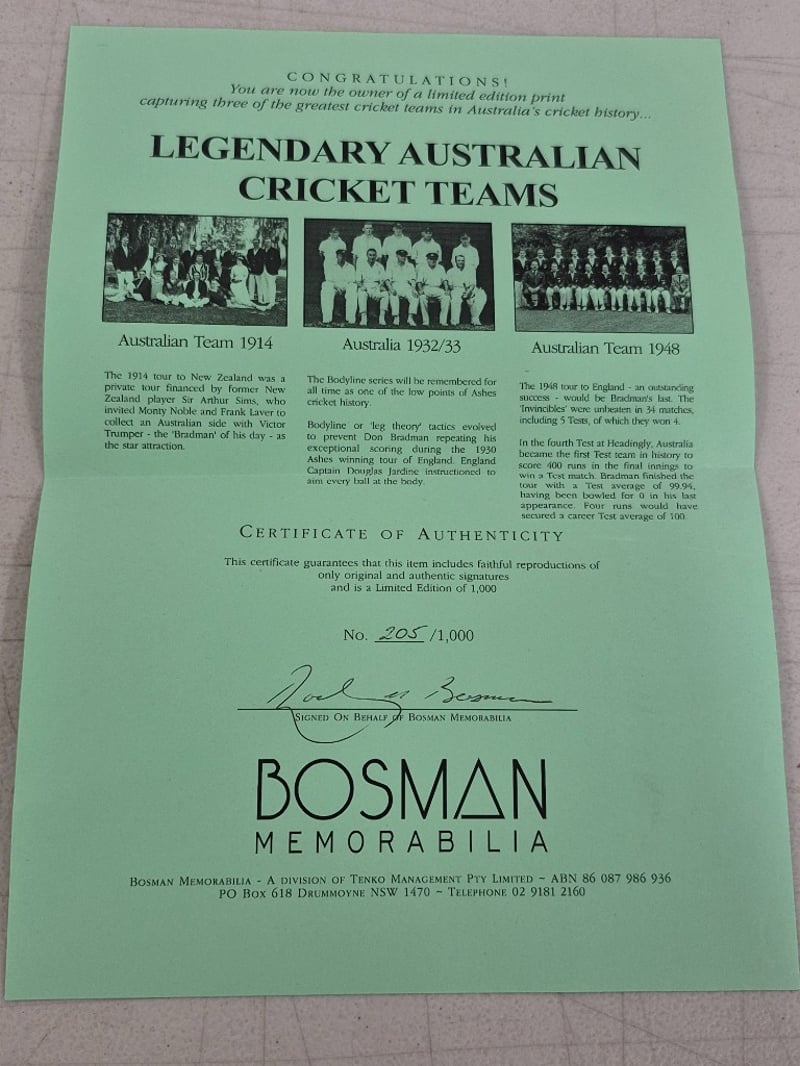 CONGRATULATIONS!
You are now the owner of a limited edition print
capturing three of the greatest cricket teams in Australia's cricket history...
LEGENDARY AUSTRALIAN
CRICKET TEAMS
Australian Team 1914
The 1914 tour to New Zealand was a
private tour financed by former New
Zealand player Sir Arthur Sims, who
invited Monty Noble and Frank Laver to
collect an Australian side with Victor
Trumper - the 'Bradman' of his day - as
the star attraction.
Australia 1932/33
The Bodyline series will be remembered for
all time as one of the low points of Ashes
cricket history.
Bodyline or 'leg theory' tactics evolved
to prevent Don Bradman repeating his
exceptional scoring during the 1930
Ashes winning tour of England. England
Captain Douglas Jardine instructioned to
aim every ball at the body.
Australian Team 1948
The 1948 tour to England - an outstanding
success - would be Bradman's last. The
'Invincibles' were unbeaten in 34 matches,
including 5 Tests, of which they won 4.
In the fourth Test at Headingly, Australia
became the first Test team in history to
score 400 runs in the final innings to
win a Test match. Bradman finished the
tour with a Test average of 99.94,
having been bowled for 0 in his last
appearance. Four runs would have
secured a career Test average of 100.
CERTIFICATE OF AUTHENTICITY
This certificate guarantees that this item includes faithful reproductions of
only original and authentic signatures
and is a Limited Edition of 1,000
No. 205 /1,000
SIGNED ON BEHALF OF BOSMAN MEMORABILIA
BOSMAN
MEMORABILIA
BOSMAN MEMORABILIA - A DIVISION OF TENKO MANAGEMENT PTY LIMITED ~ ABN 86 087 986 936
PO BOX 618 DRUMMOYNE NSW 1470 ~ TELEPHONE 02 9181 2160